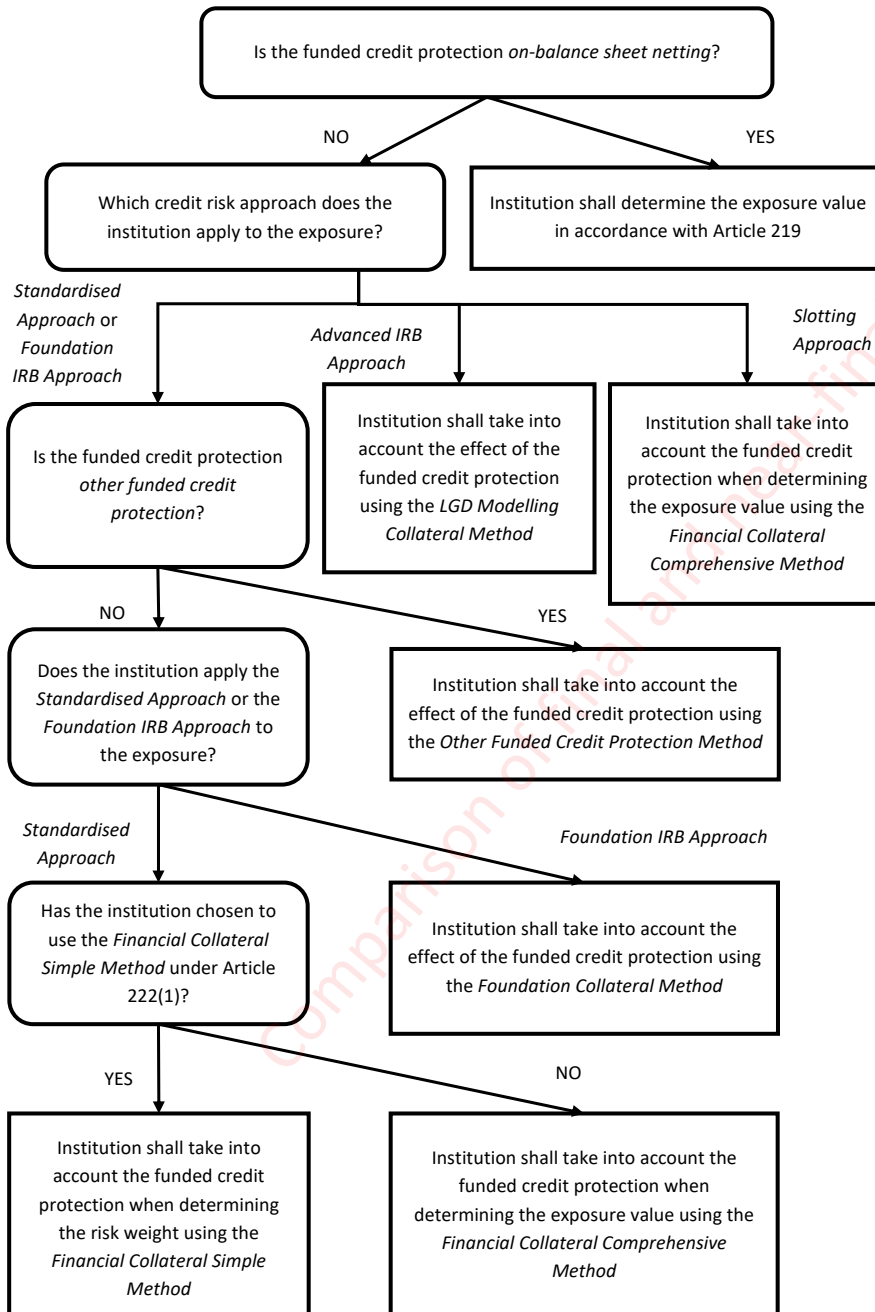 Is the funded credit protection on-balance sheet netting?
NO
YES
Which credit risk approach does the
institution apply to the exposure?
Institution shall determine the exposure value
in accordance with Article 219
Standardised
Approach or
Foundation
IRB Approach
Advanced IRB
Approach
Slotting
Approach
Is the funded credit protection
other funded credit
protection?
Institution shall take into
account the effect of the
funded credit protection
using the LGD Modelling
Collateral Method
Institution shall take into
account the funded credit
protection when determining
the exposure value using the
Financial Collateral
Comprehensive Method
NO
YES
Does the institution apply the
Standardised Approach or the
Foundation IRB Approach to
the exposure?
Institution shall take into account the
effect of the funded credit protection using
the Other Funded Credit Protection Method
Standardised
Approach
Foundation IRB Approach
Has the institution chosen to
use the Financial Collateral
Simple Method under Article
222(1)?
Institution shall take into account the
effect of the funded credit protection using
the Foundation Collateral Method
YES
NO
Institution shall take into
account the funded credit
protection when determining
the risk weight using the
Financial Collateral Simple
Method
Institution shall take into account the
funded credit protection when
determining the exposure value using the
Financial Collateral Comprehensive
Method
Comparison of final and near-fina